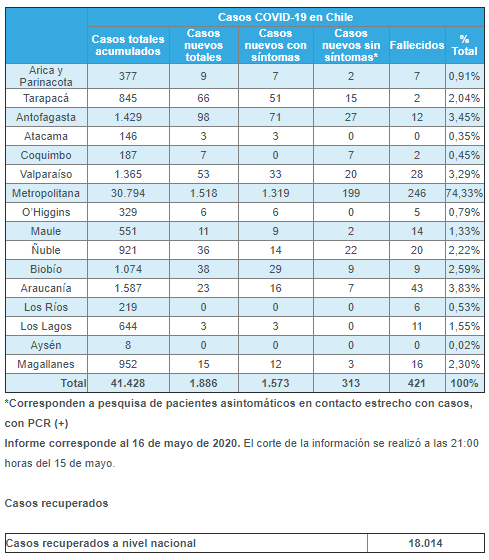 Casos COVID-19 en Chile
Casos totales acumulados Casos nuevos totales Casos nuevos con síntomas Casos nuevos sin síntomas* Fallecidos % Total
Arica y Parinacota 377 9 7 2 7 0,91%
Tarapacá 845 66 51 15 2 2,04%
Antofagasta 1.429 98 71 27 12 3,45%
Atacama 146 3 3 0 0 0,35%
Coquimbo 187 7 0 7 2 0,45%
Valparaíso 1.365 53 33 20 28 3,29%
Metropolitana 30.794 1.518 1.319 199 246 74,33%
O'Higgins 329 6 6 0 5 0,79%
Maule 551 11 9 2 14 1,33%
Ñuble 921 36 14 22 20 2,22%
Biobío 1.074 38 29 9 9 2,59%
Araucanía 1.587 23 16 7 43 3,83%
Los Ríos 219 0 0 0 6 0,53%
Los Lagos 644 3 3 0 11 1,55%
Aysén 8 0 0 0 0 0,02%
Magallanes 952 15 12 3 16 2,30%
Total 41.428 1.886 1.573 313 421 100%
*Corresponden a pesquisa de pacientes asintomáticos en contacto estrecho con casos,
con PCR (+)
Informe corresponde al 16 de mayo de 2020. El corte de la información se realizó a las 21:00
horas del 15 de mayo.
Casos recuperados
Casos recuperados a nivel nacional 18.014